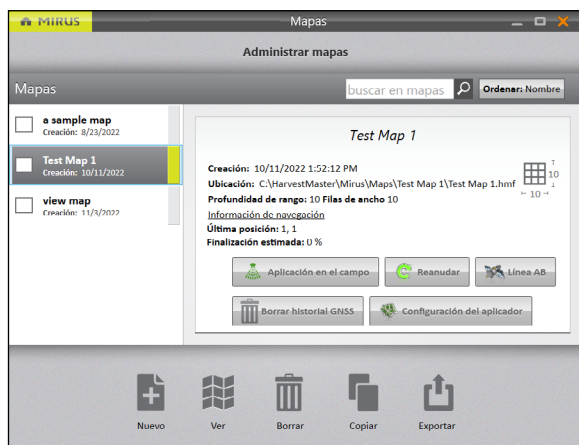 MIRUS
Mapas
Administrar mapas
Mapas
buscar en mapas
Ordenar: Nombre
a sample map
Creación: 8/23/2022
Test Map 1
Creación: 10/11/2022
view map
Creación: 11/3/2022
Test Map 1
Creación: 10/11/2022 1:52:12 PM
Ubicación: C:\HarvestMaster\Mirus\Maps\Test Map 1\Test Map 1.hmf
Profundidad de rango: 10 Filas de ancho 10
10
10
Información de navegación
Última posición: 1, 1
Finalización estimada: 0 %
Aplicación en el campo
Reanudar
Línea AB
Borrar historial GNSS
Configuración del aplicador
Nuevo
Ver
Borrar
Copiar
Exportar